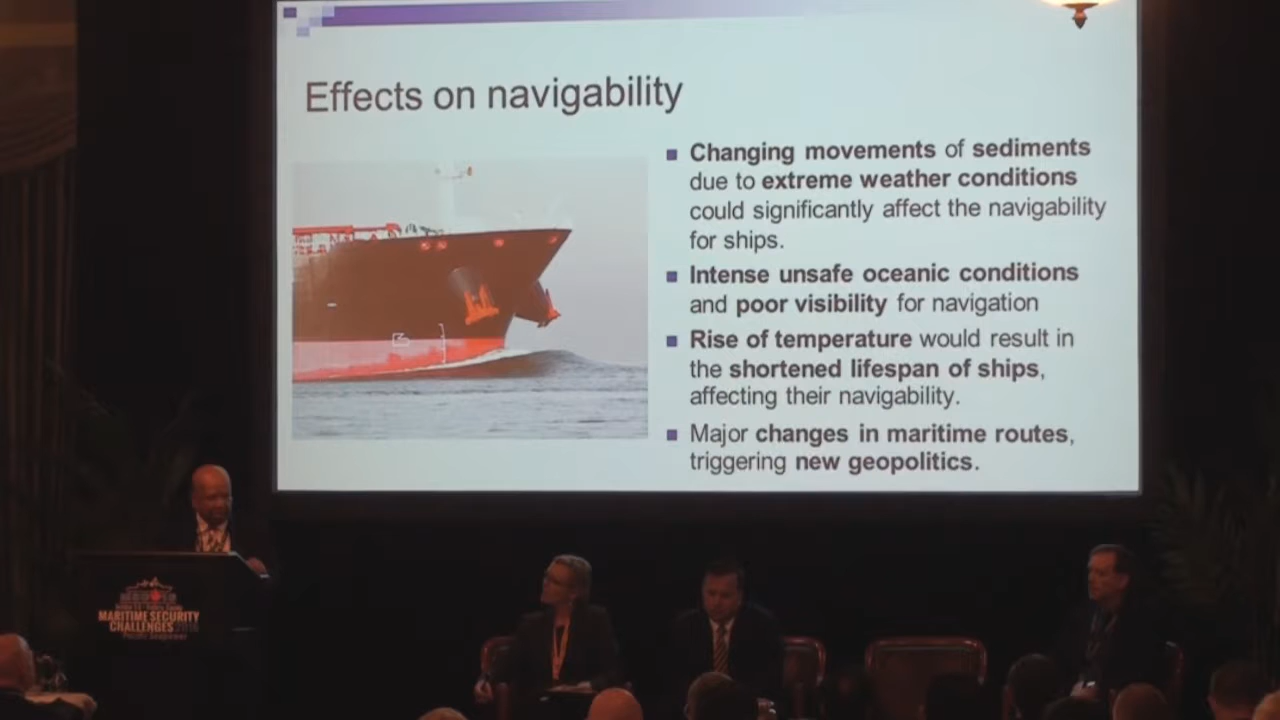 Effects on navigability
Changing movements of sediments
due to extreme weather conditions
could significantly affect the navigability
for ships.
Intense unsafe oceanic conditions
and poor visibility for navigation
Rise of temperature would result in
the shortened lifespan of ships,
affecting their navigability.
Major changes in maritime routes,
triggering new geopolitics.
MARITIME SECURITY
CHALLENGES
Pacific Seapower